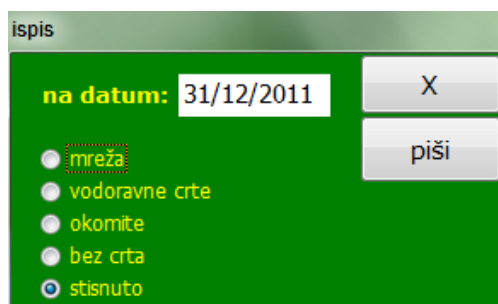 ispis
na datum: 31/12/2011
X
piši
mreža
vodoravne crte
okomite
bez crta
stisnuto